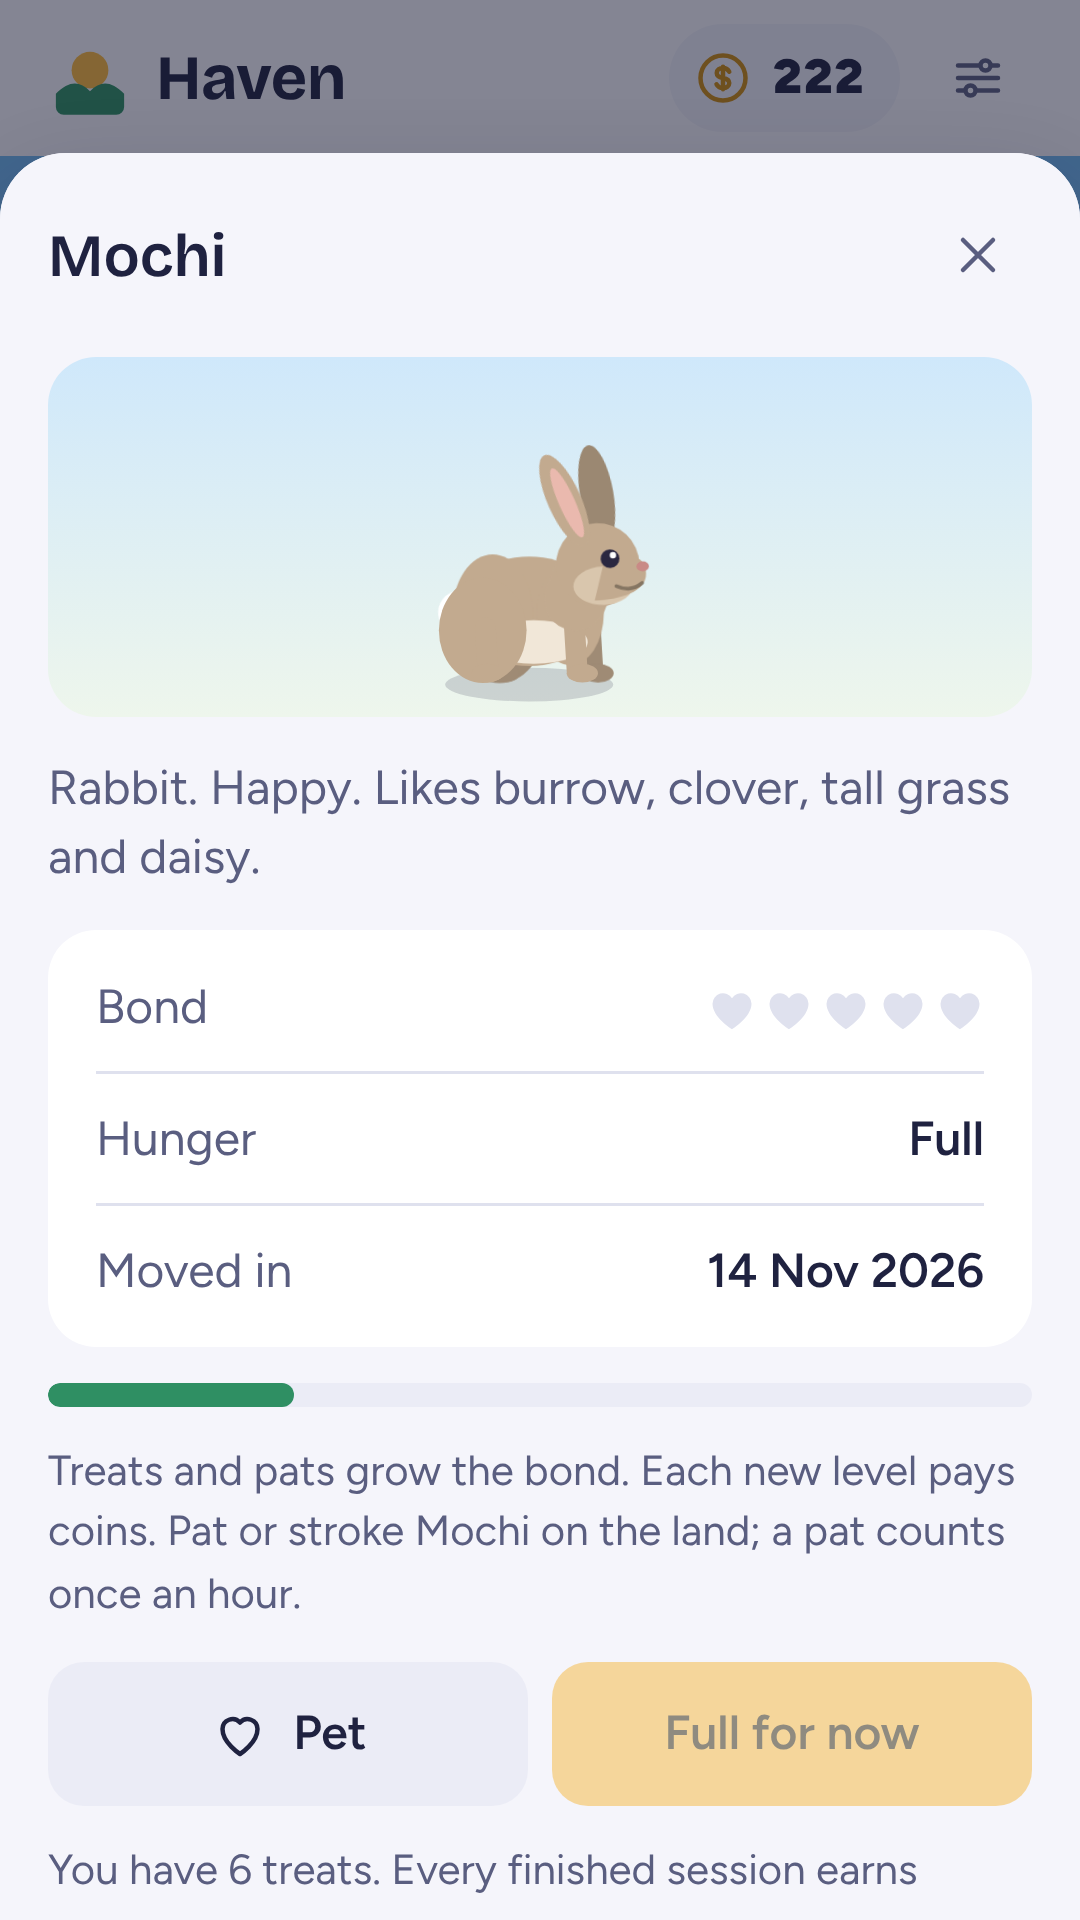 Haven
222
Mochi
Rabbit. Happy. Likes burrow, clover, tall grass
and daisy.
Bond
Hunger
Full
Moved in
14 Nov 2026
Treats and pats grow the bond. Each new level pays
coins. Pat or stroke Mochi on the land; a pat counts
once an hour.
Pet
Full for now
You have 6 treats. Every finished session earns